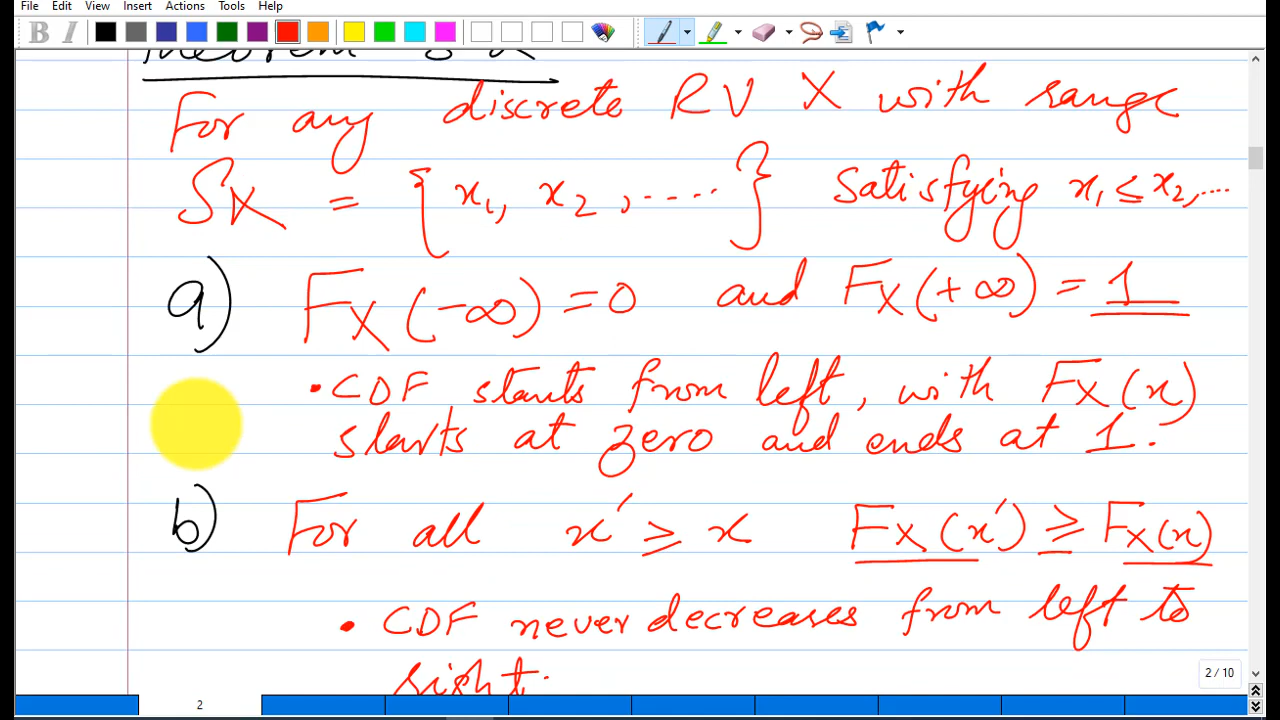 File Edit View Insert Actions Tools Help
B I
Theorem
For any discrete RV X with range
SX = { x1, x2, .... } satisfying x1 ≤ x2, ....
a) FX (-∞) = 0 and FX (+∞) = 1
• CDF starts from left, with FX (x)
starts at zero and ends at 1.
b) For all x' ≥ x FX (x') ≥ FX (x)
• CDF never decreases from left to
right.
2 / 10
2